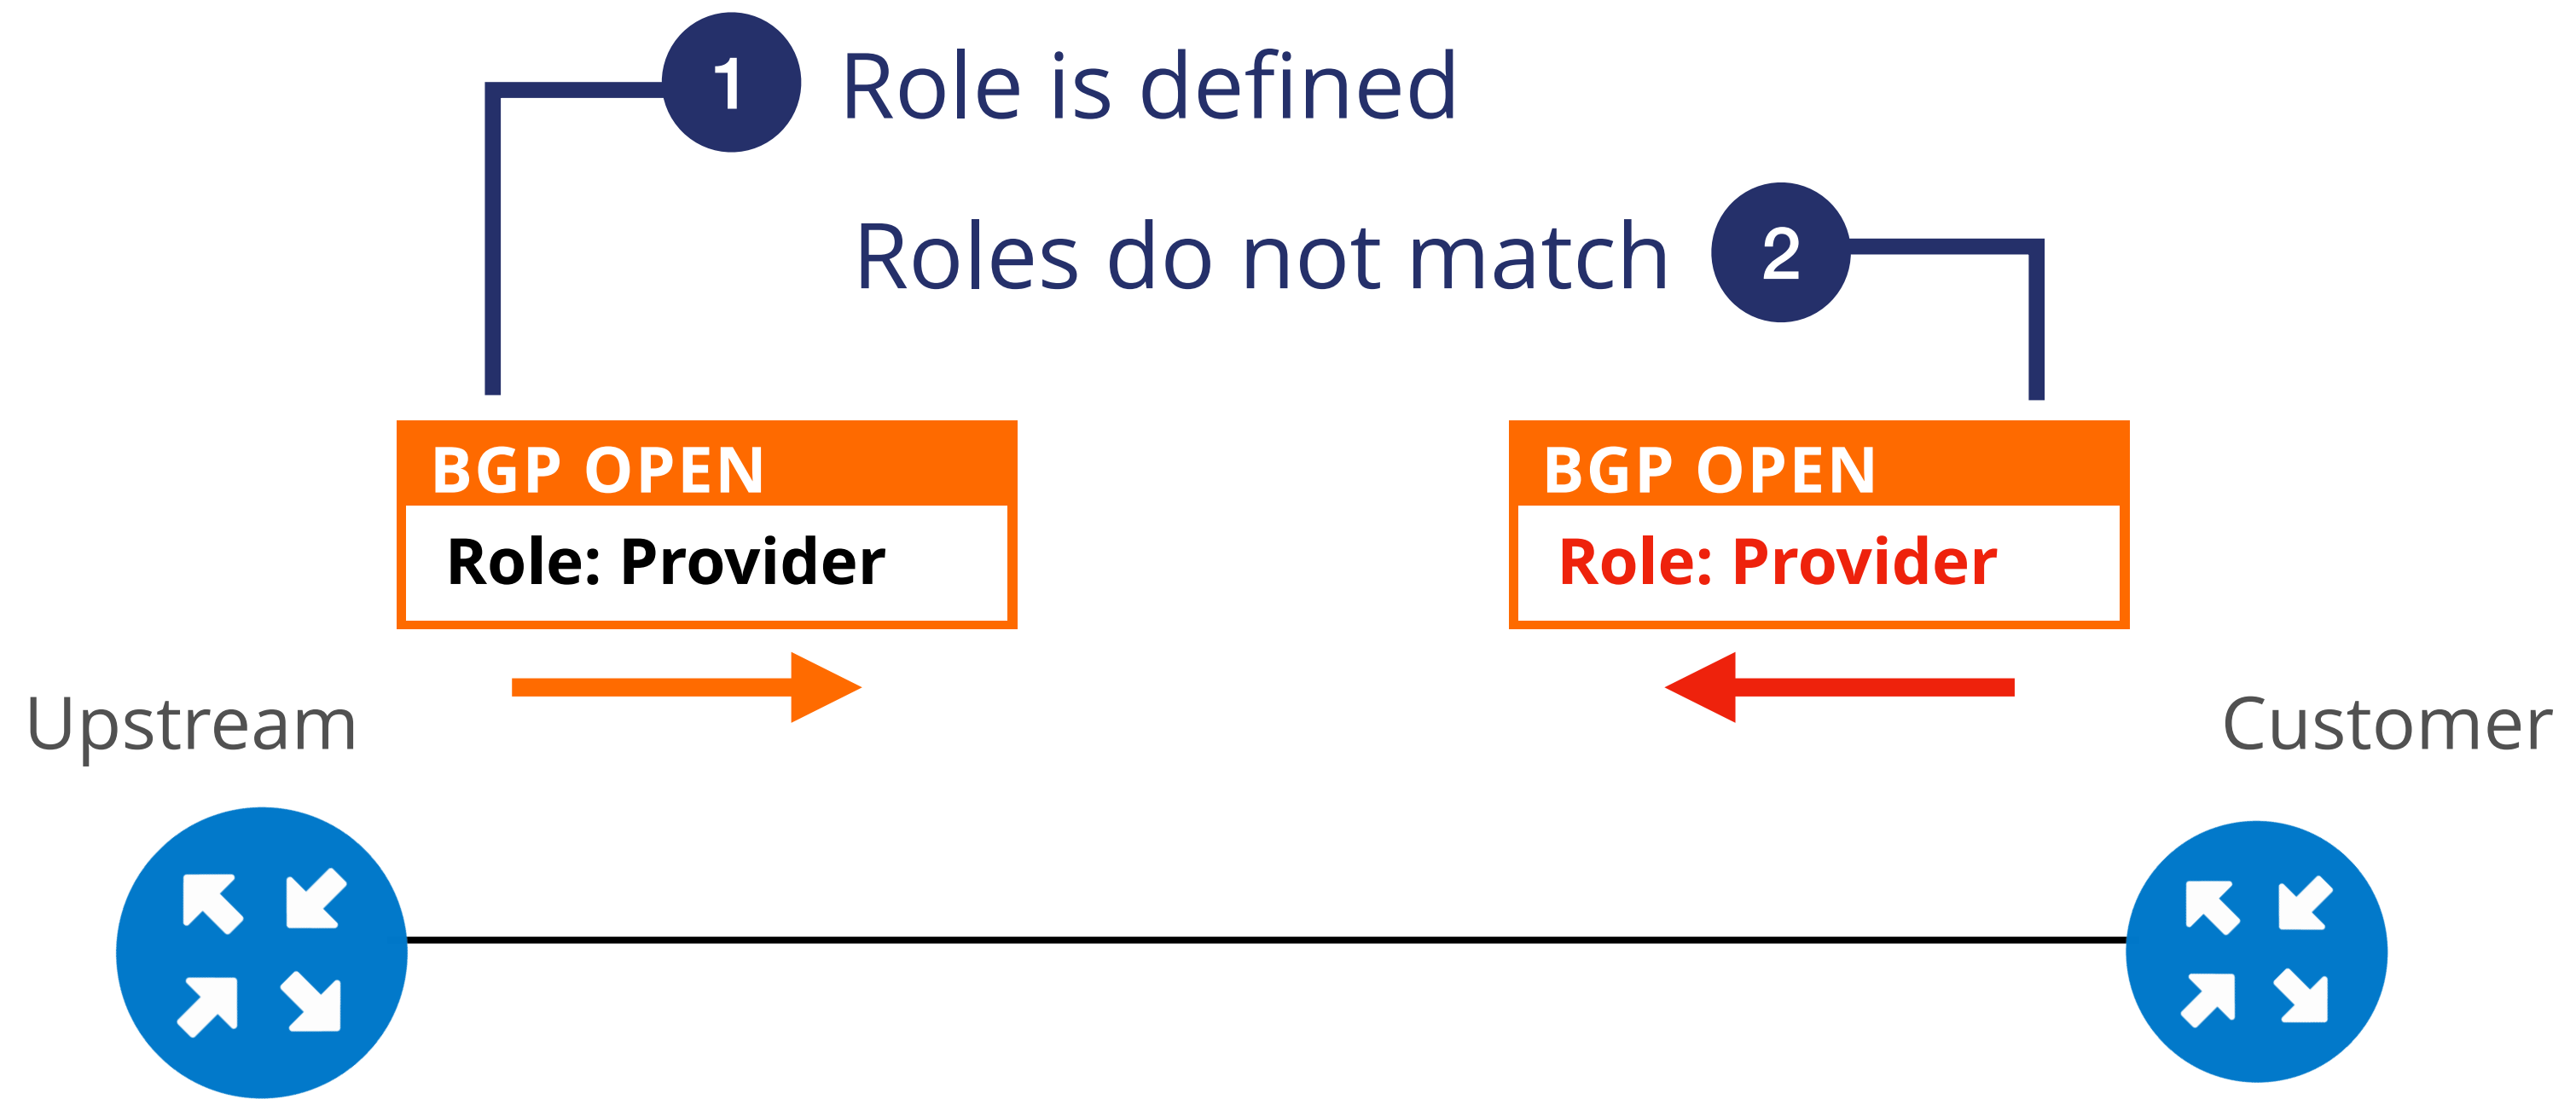 1 Role is defined
Roles do not match 2
BGP OPEN
Role: Provider
BGP OPEN
Role: Provider
Upstream
Customer